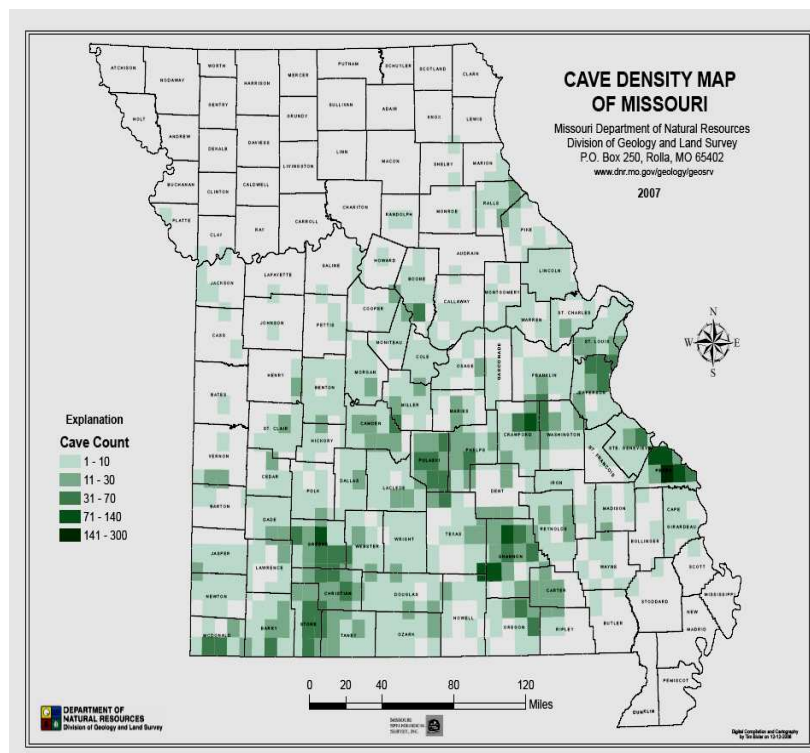 CAVE DENSITY MAP
OF MISSOURI
Missouri Department of Natural Resources
Division of Geology and Land Survey
P.O. Box 250, Rolla, MO 65402
www.dnr.mo.gov/geology/geosrv
2007
ATCHISON
NODAWAY
WORTH
HARRISON
MERCER
PUTNAM
SCHUYLER
SCOTLAND
CLARK
HOLT
GENTRY
SULLIVAN
ADAIR
KNOX
LEWIS
ANDREW
DEKALB
DAVIESS
GRUNDY
LIVINGSTON
LINN
MACON
SHELBY
MARION
BUCHANAN
CLINTON
CALDWELL
CHARITON
RANDOLPH
MONROE
RALLS
PLATTE
CLAY
RAY
CARROLL
PIKE
AUDRAIN
HOWARD
BOONE
SALINE
LAFAYETTE
JACKSON
CALLAWAY
MONTGOMERY
LINCOLN
WARREN
ST. CHARLES
COOPER
PETTIS
JOHNSON
CASS
MONITEAU
COLE
OSAGE
GASCONADE
FRANKLIN
ST. LOUIS
JEFFERSON
HENRY
BENTON
MORGAN
MILLER
MARIES
BATES
ST. CLAIR
HICKORY
CAMDEN
PULASKI
PHELPS
CRAWFORD
WASHINGTON
ST. FRANCOIS
STE. GENEVIEVE
VERNON
CEDAR
POLK
DALLAS
LACLEDE
DENT
IRON
MADISON
CAPE
GIRARDEAU
BARTON
DADE
GREENE
WEBSTER
WRIGHT
TEXAS
SHANNON
REYNOLDS
WAYNE
BOLLINGER
SCOTT
JASPER
LAWRENCE
CHRISTIAN
DOUGLAS
CARTER
STODDARD
MISSISSIPPI
NEWTON
NEW
MADRID
MCDONALD
BARRY
STONE
TANEY
OZARK
HOWELL
OREGON
RIPLEY
BUTLER
PEMISCOT
DUNKLIN
N
W
E
S
Explanation
Cave Count
1 - 10
11 - 30
31 - 70
71 - 140
141 - 300
0 20 40 80 120
Miles
DEPARTMENT OF
NATURAL RESOURCES
Division of Geology and Land Survey
MISSOURI
SPELEOLOGICAL
SURVEY, INC.